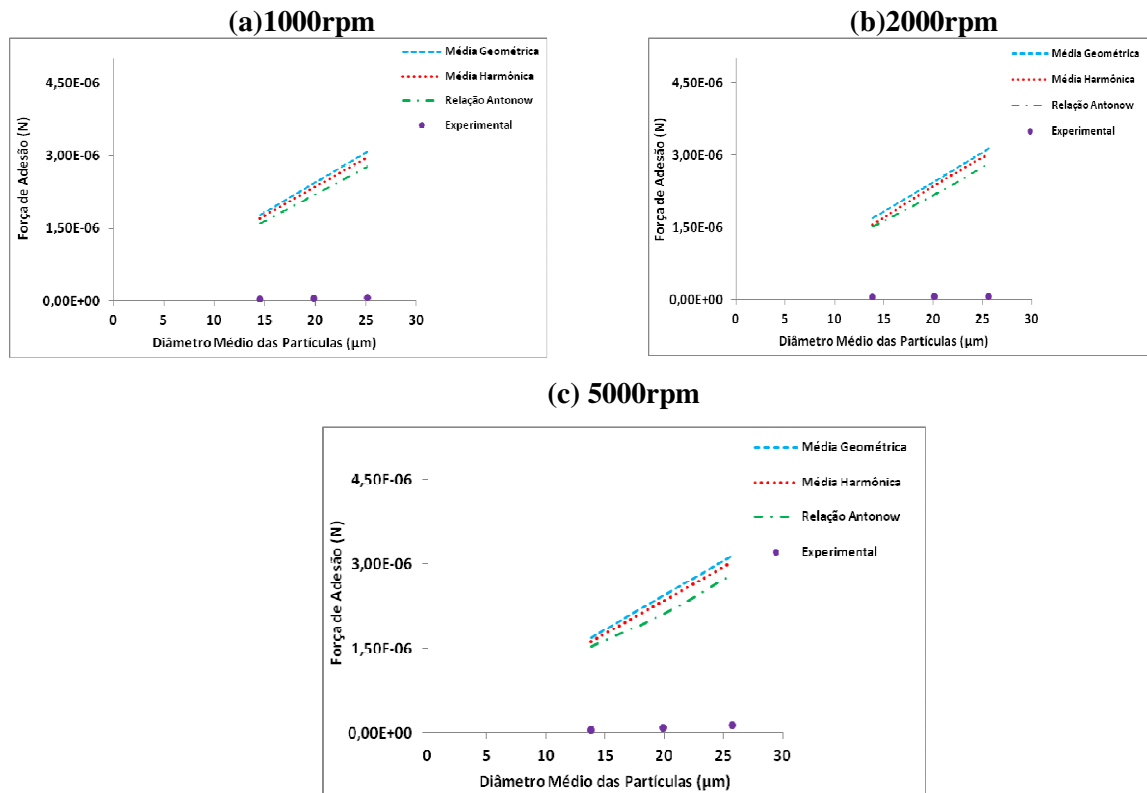 (a)1000rpm
Média Geométrica
Média Harmônica
Relação Antonow
Experimental
4,50E-06
3,00E-06
1,50E-06
0,00E+00
Força de Adesão (N)
0 5 10 15 20 25 30
Diâmetro Médio das Partículas (µm)
(b)2000rpm
Média Geométrica
Média Harmônica
Relação Antonow
Experimental
4,50E-06
3,00E-06
1,50E-06
0,00E+00
Força de Adesão (N)
0 5 10 15 20 25 30
Diâmetro Médio das Partículas (µm)
(c) 5000rpm
Média Geométrica
Média Harmônica
Relação Antonow
Experimental
4,50E-06
3,00E-06
1,50E-06
0,00E+00
Força de Adesão (N)
0 5 10 15 20 25 30
Diâmetro Médio das Partículas (µm)